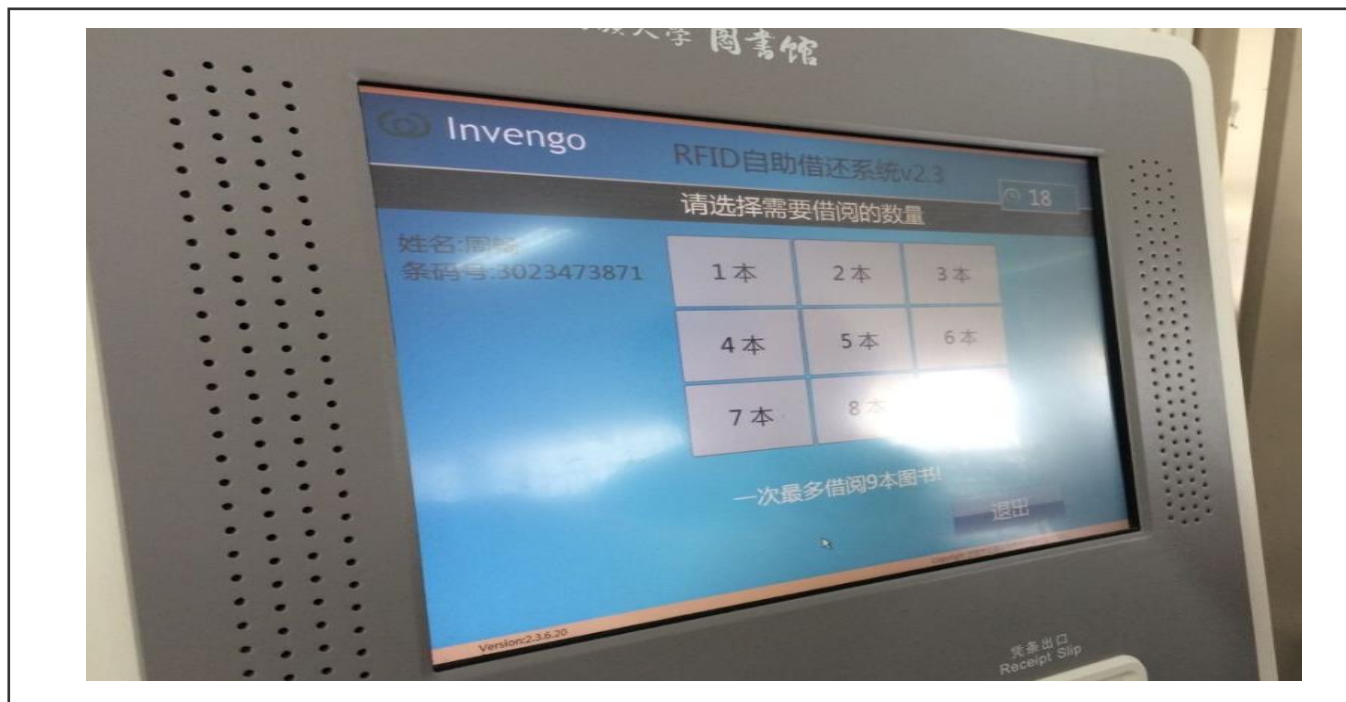 大学 图书馆
Invengo
RFID自助借还系统v2.3
18
请选择需要借阅的数量
姓名:周
条码号:3023473871
1本 2本 3本
4本 5本 6本
7本 8本
一次最多借阅9本图书!
退出
Version:2.3.6.20
凭条出口
Receipt Slip